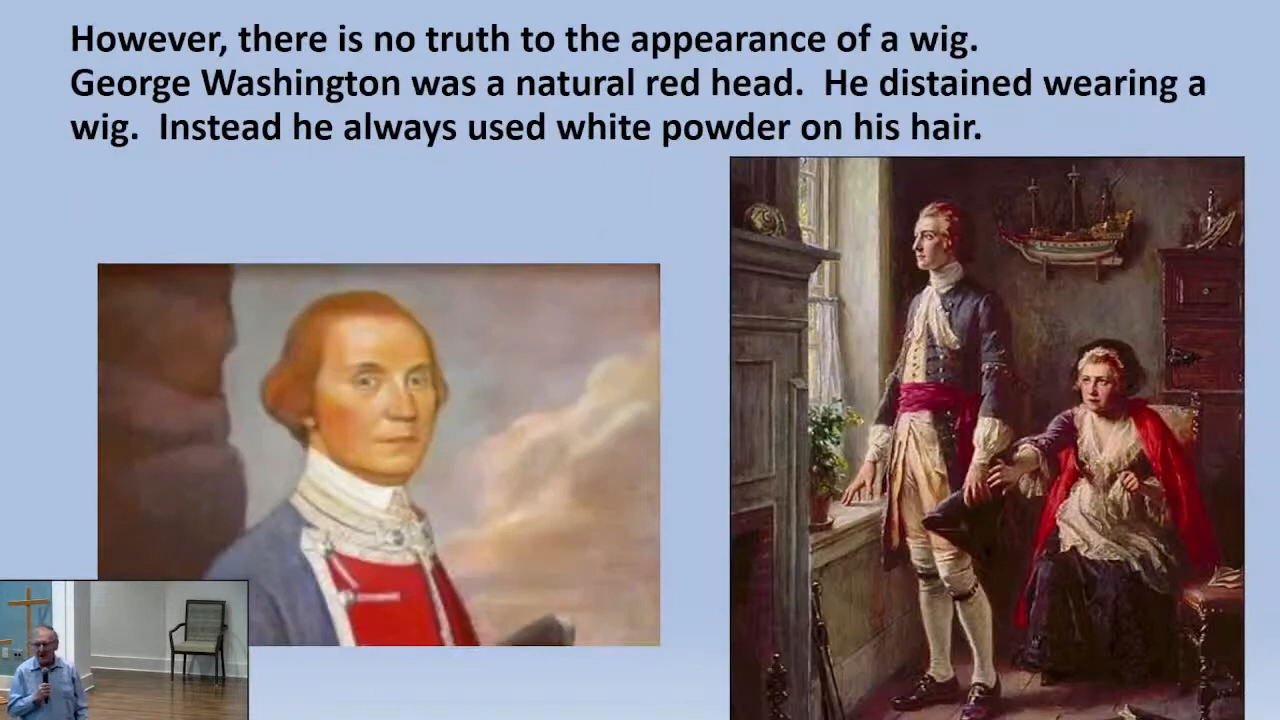 However, there is no truth to the appearance of a wig.
George Washington was a natural red head.  He distained wearing a
wig.  Instead he always used white powder on his hair.